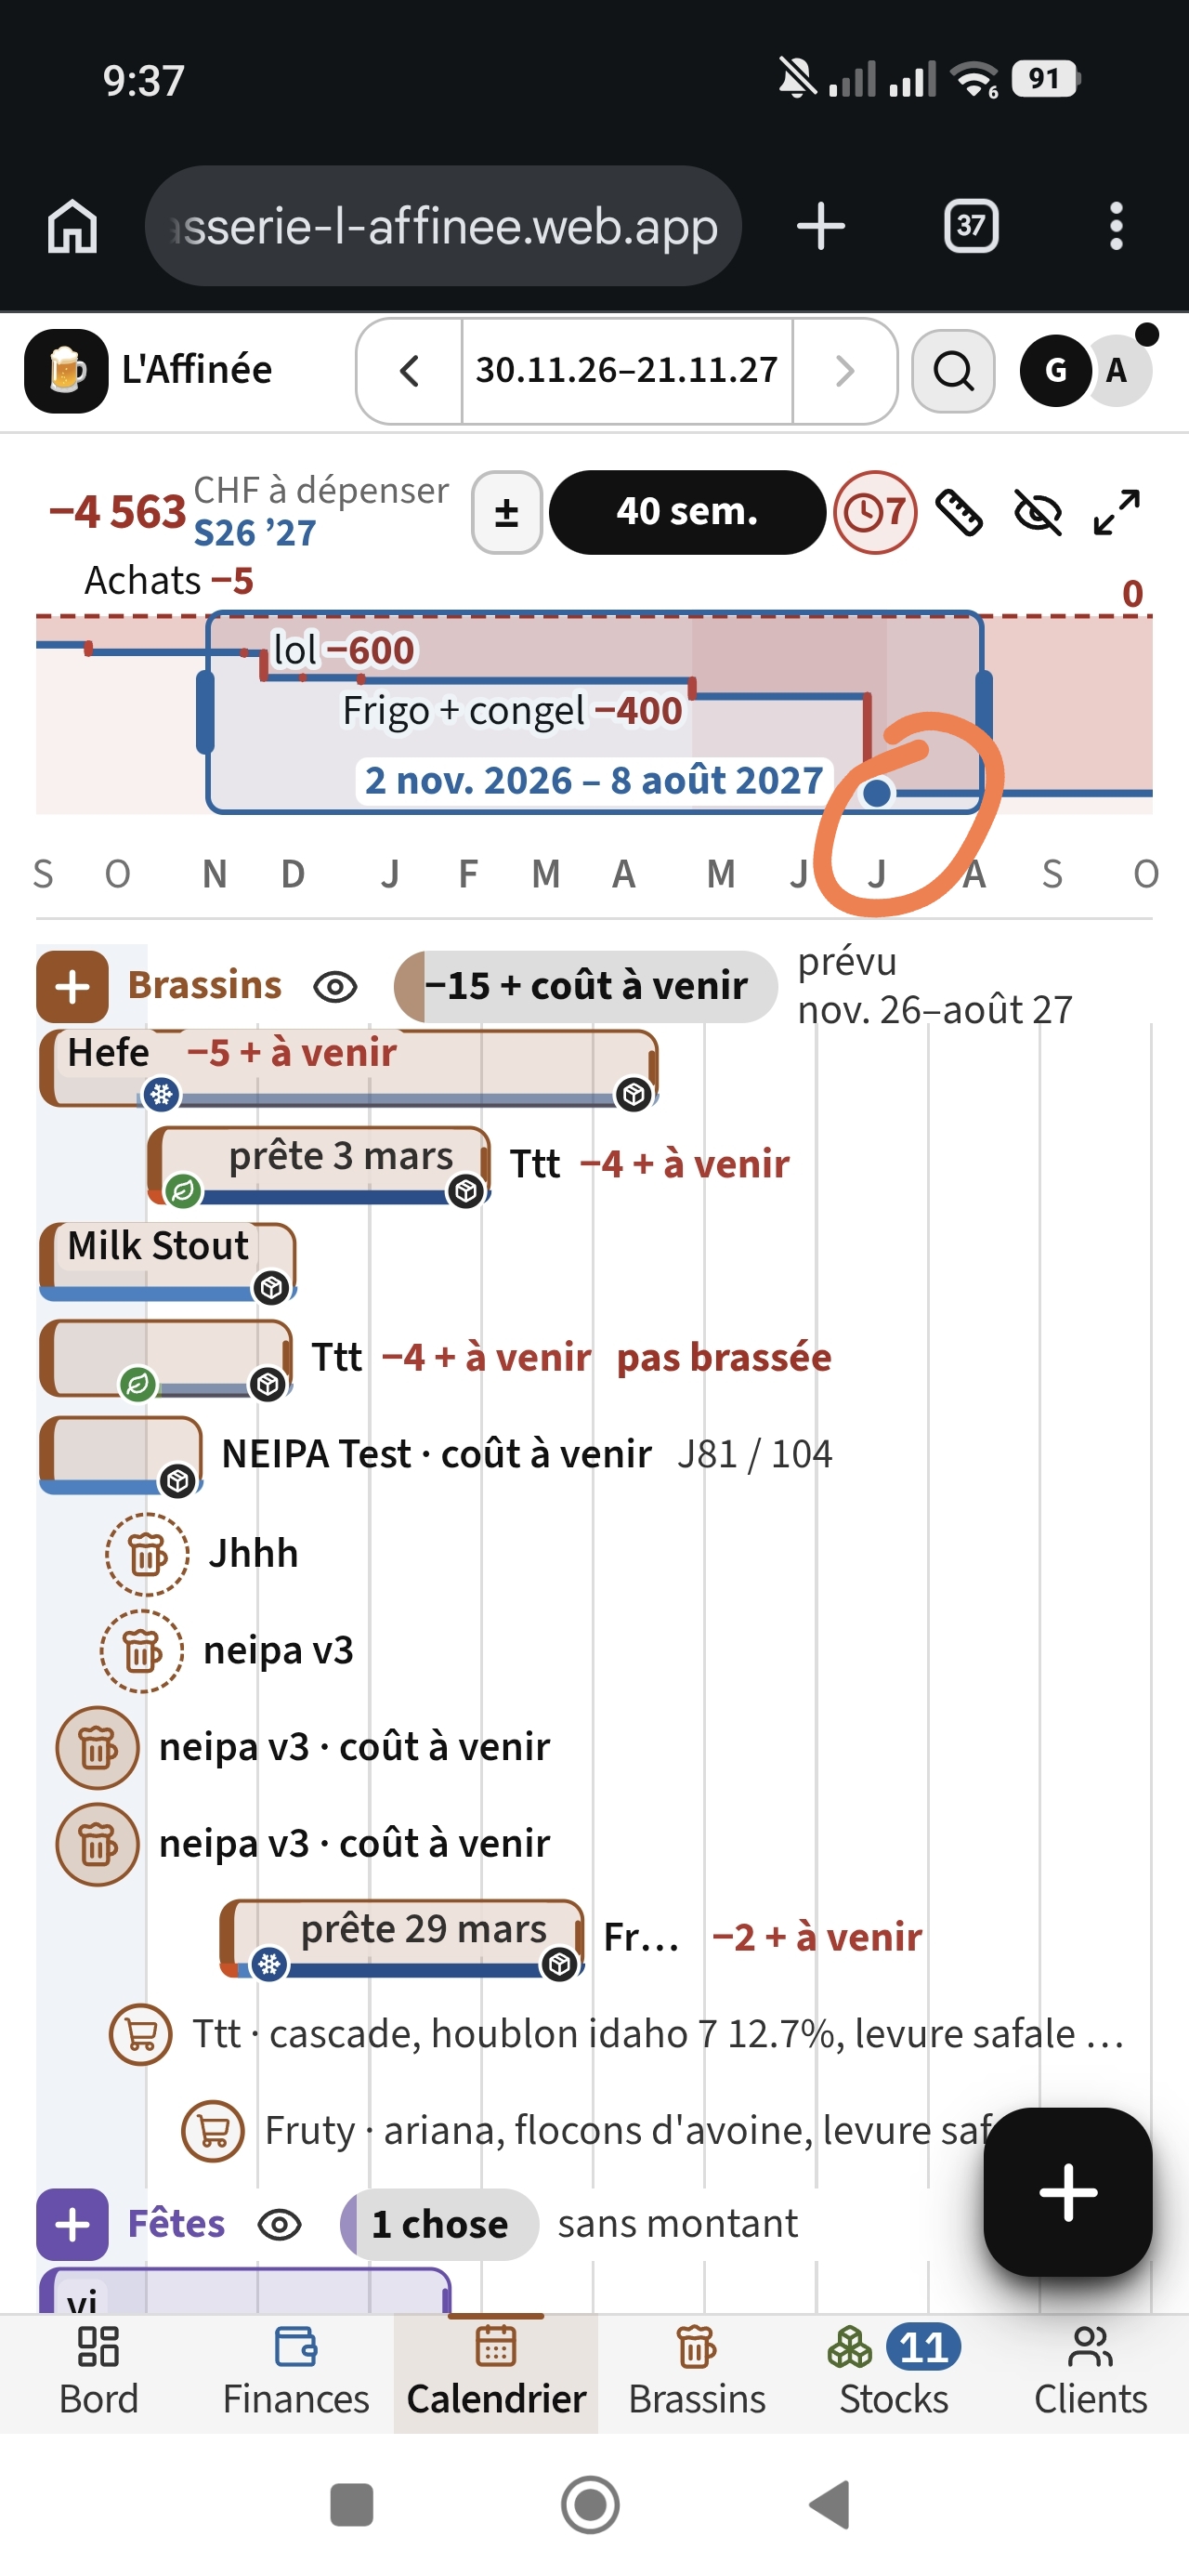 9:37
6
91
asserie-l-affinee.web.app
37
L'Affinée
30.11.26–21.11.27
G
A
−4 563
CHF à dépenser
S26 ’27
±
40 sem.
7
Achats −5
0
lol −600
Frigo + congel −400
2 nov. 2026 – 8 août 2027
S O N D J F M A M J J A S O
Brassins
−15 + coût à venir
prévu
nov. 26–août 27
Hefe −5 + à venir
prête 3 mars
Ttt −4 + à venir
Milk Stout
Ttt −4 + à venir pas brassée
NEIPA Test · coût à venir J81 / 104
Jhhh
neipa v3
neipa v3 · coût à venir
neipa v3 · coût à venir
prête 29 mars
Fr… −2 + à venir
Ttt · cascade, houblon idaho 7 12.7%, levure safale …
Fruty · ariana, flocons d'avoine, levure saf
Fêtes
1 chose
sans montant
vi
11
Bord
Finances
Calendrier
Brassins
Stocks
Clients